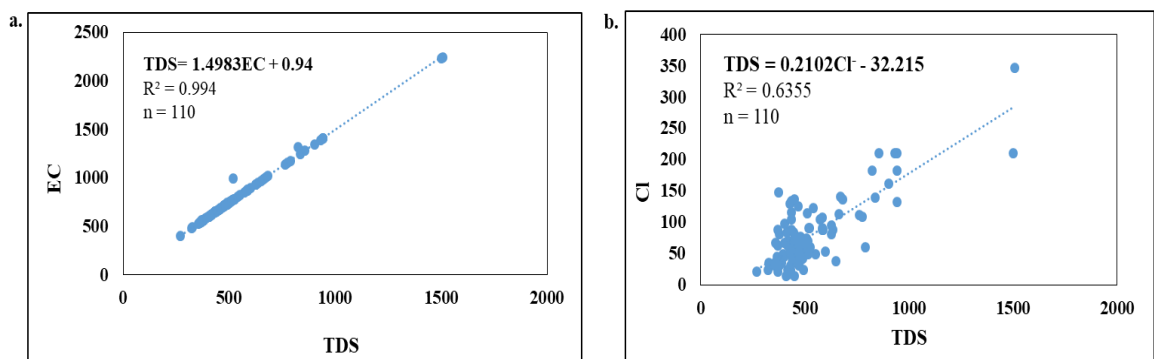 a.
2500
2000
1500
1000
500
0
EC
TDS= 1.4983EC + 0.94
R² = 0.994
n = 110
0 500 1000 1500 2000
TDS
b.
400
350
300
250
200
150
100
50
0
Cl
TDS = 0.2102Cl⁻ - 32.215
R² = 0.6355
n = 110
0 500 1000 1500 2000
TDS